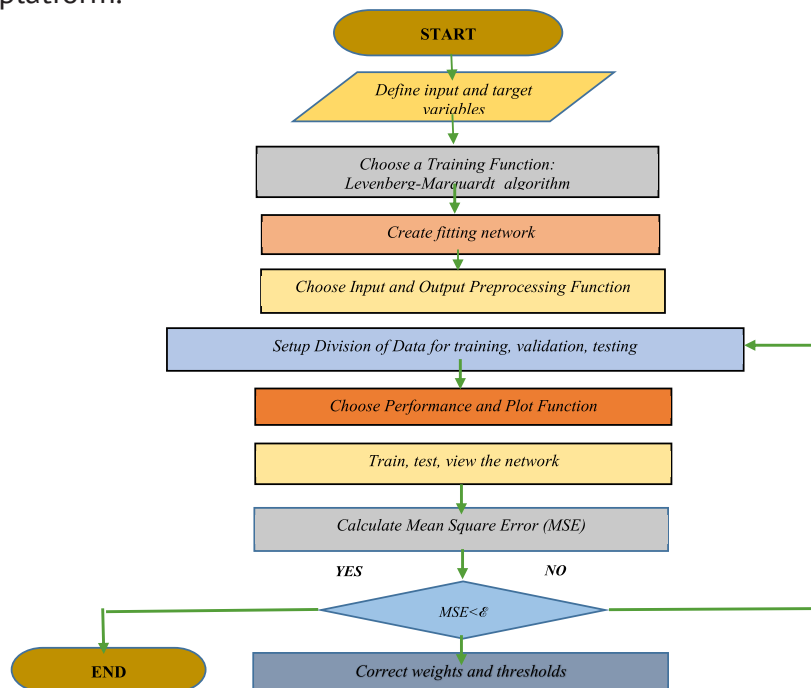 platform.
START
Define input and target
variables
Choose a Training Function:
Levenberg-Marquardt algorithm
Create fitting network
Choose Input and Output Preprocessing Function
Setup Division of Data for training, validation, testing
Choose Performance and Plot Function
Train, test, view the network
Calculate Mean Square Error (MSE)
YES
NO
MSE<ℰ
END
Correct weights and thresholds